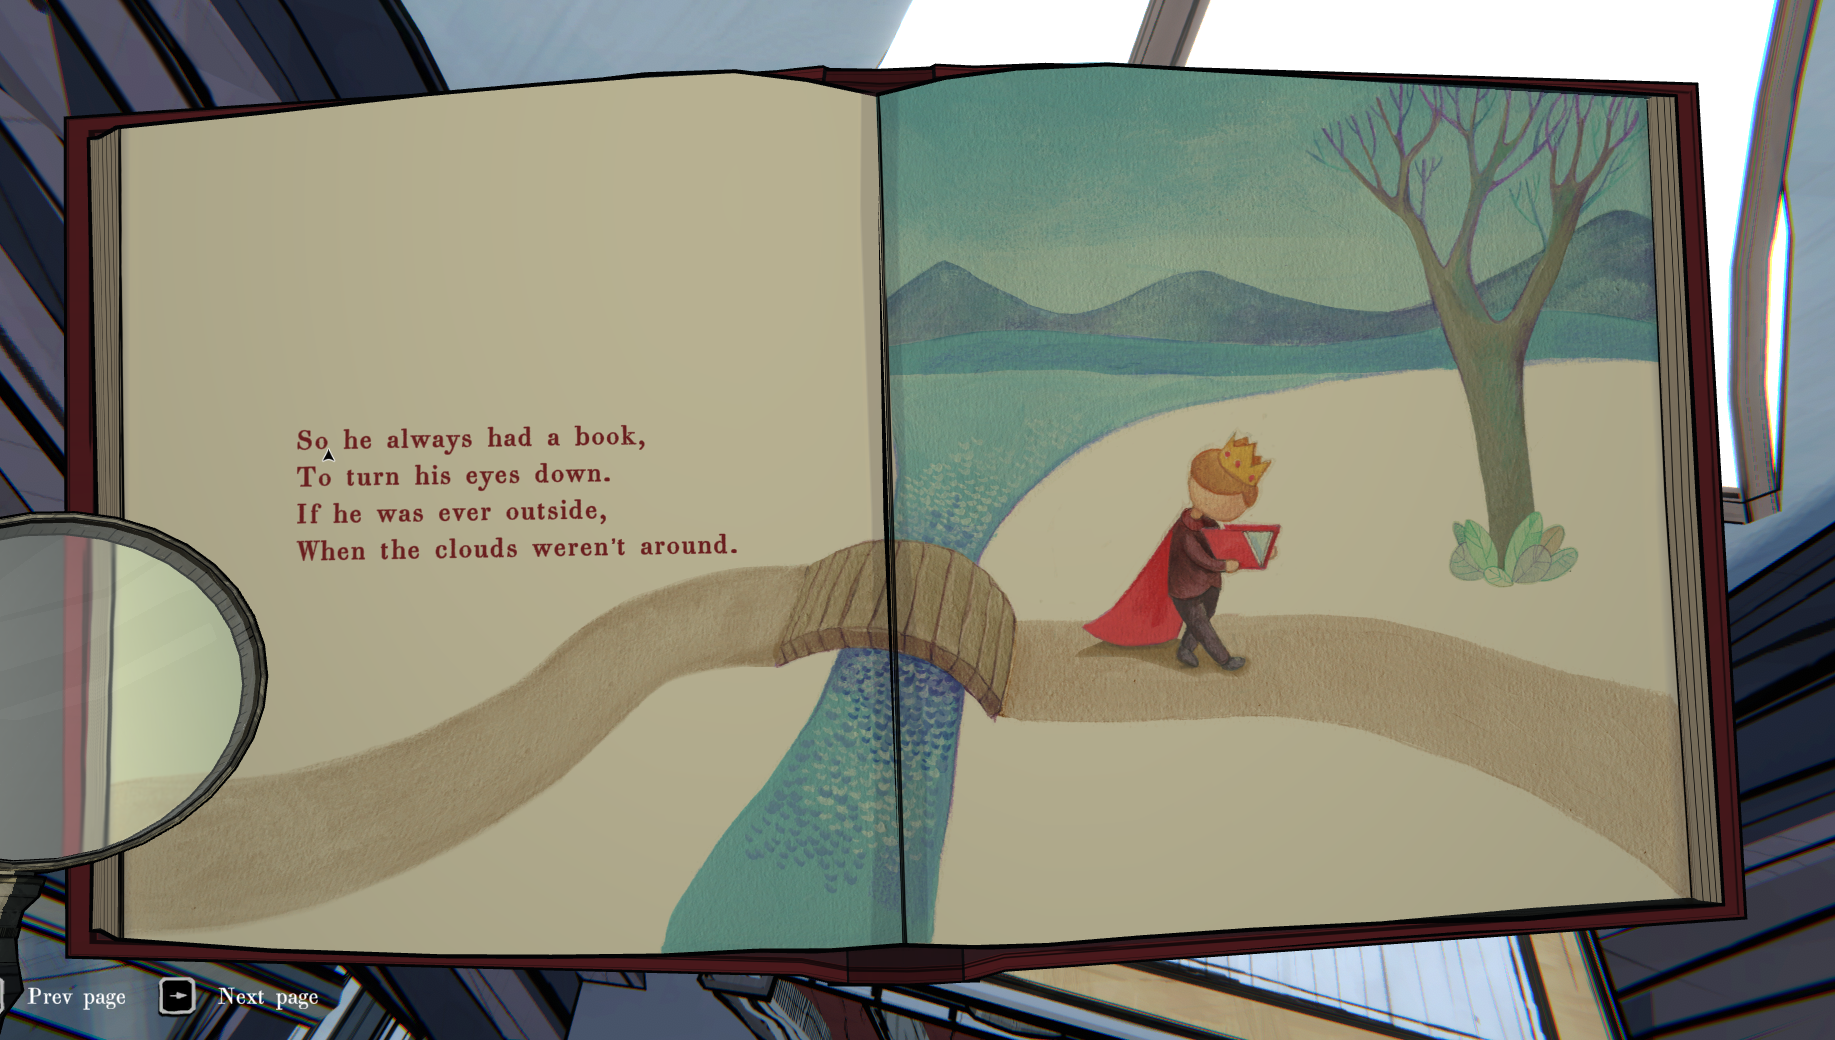 So he always had a book,
To turn his eyes down.
If he was ever outside,
When the clouds weren't around.
Prev page
Next page